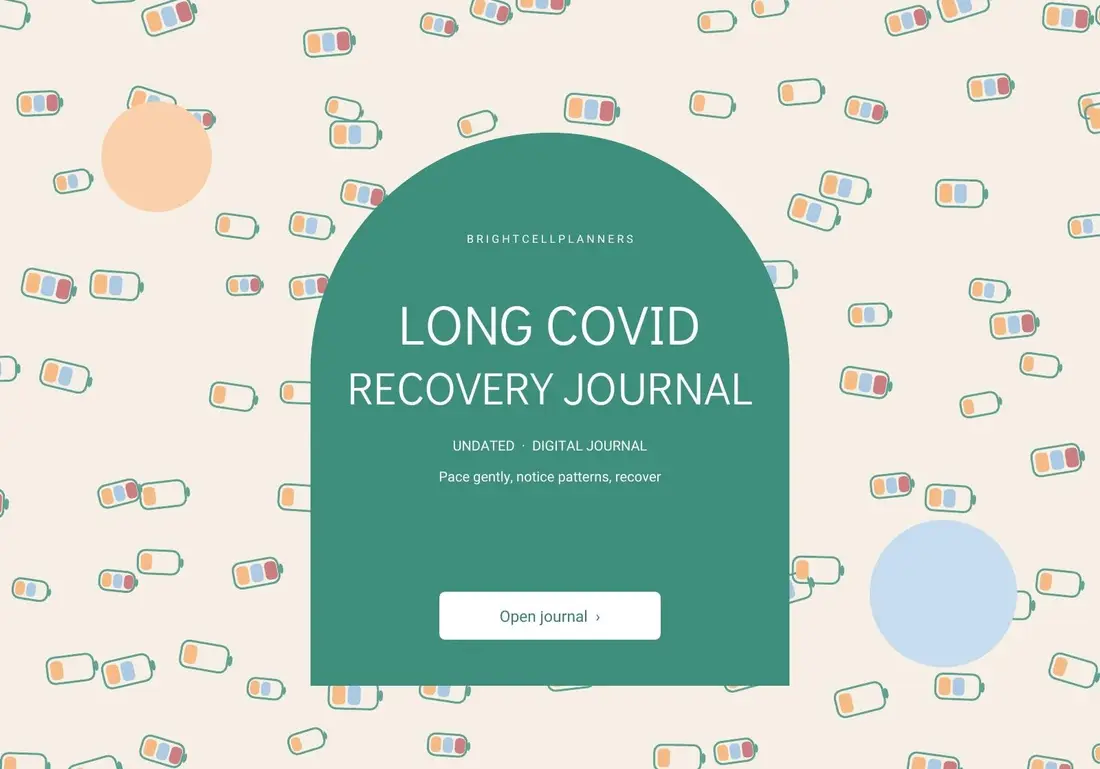 BRIGHTCELLPLANNERS
LONG COVID
RECOVERY JOURNAL
UNDATED · DIGITAL JOURNAL
Pace gently, notice patterns, recover
Open journal ›